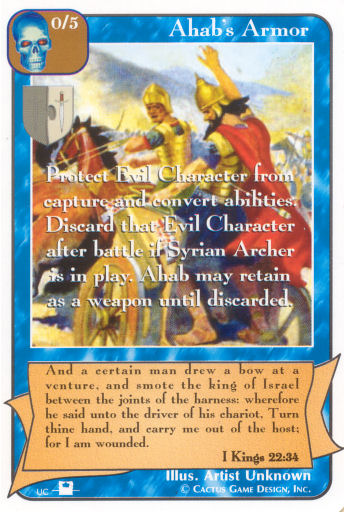 0/5
Ahab's Armor
Protect Evil Character from
capture and convert abilities.
Discard that Evil Character
after battle if Syrian Archer
is in play. Ahab may retain
as a weapon until discarded.
And a certain man drew a bow at a
venture, and smote the king of Israel
between the joints of the harness: wherefore
he said unto the driver of his chariot, Turn
thine hand, and carry me out of the host;
for I am wounded.
I Kings 22:34
Illus. Artist Unknown
UC
© Cactus Game Design, Inc.